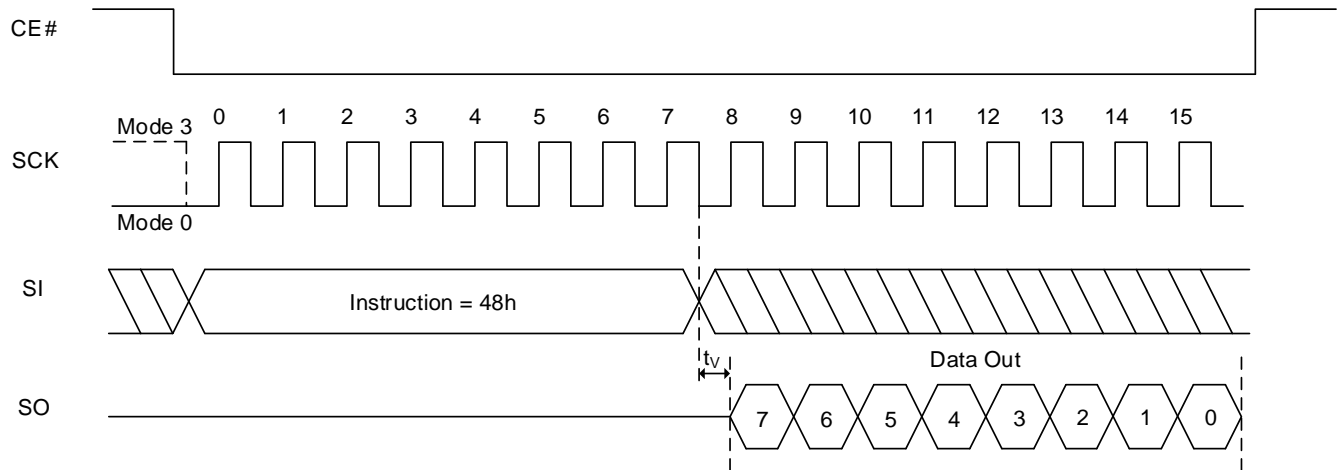 CE#
Mode 3
0 1 2 3 4 5 6 7 8 9 10 11 12 13 14 15
SCK
Mode 0
SI
Instruction = 48h
tV
Data Out
SO
7 6 5 4 3 2 1 0